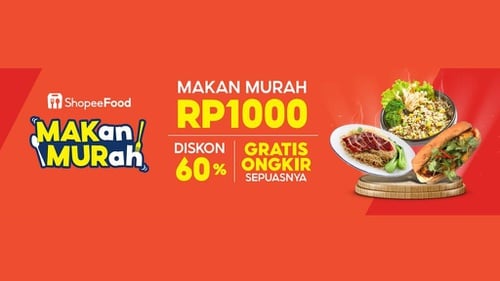 ShopeeFood
MAKan
MURah
MAKAN MURAH
RP1000
DISKON
60%
GRATIS
ONGKIR
SEPUASNYA